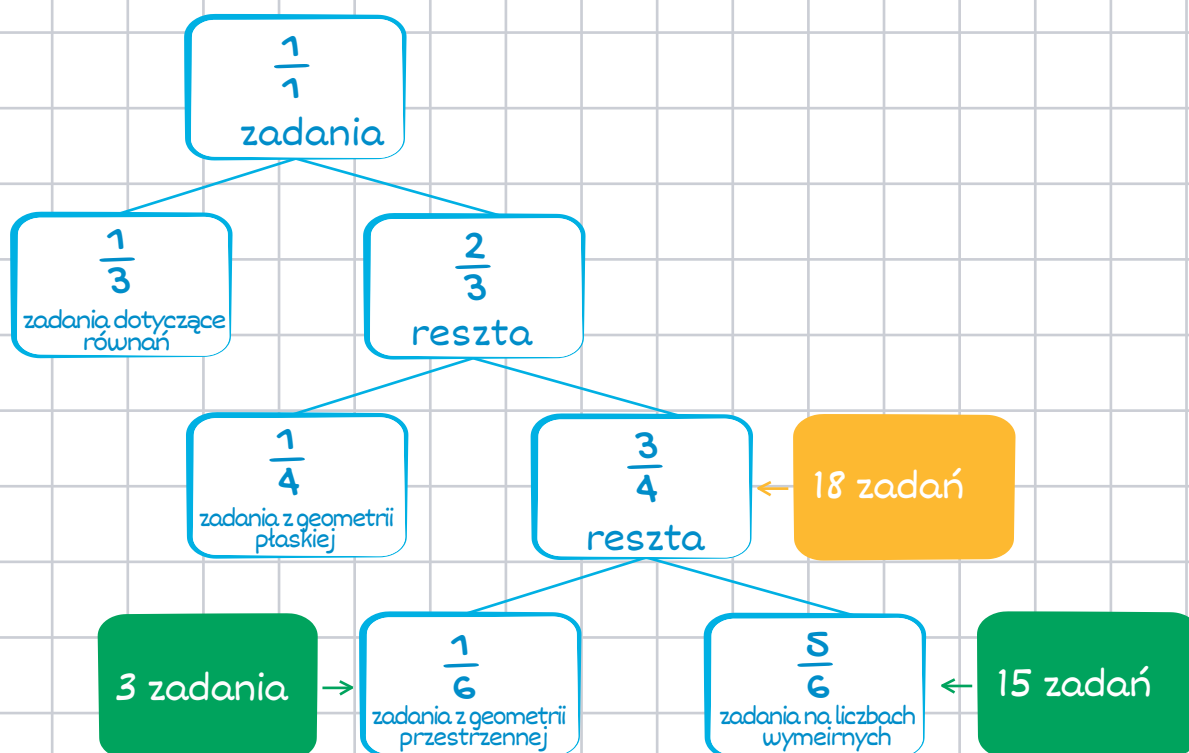 1
1
zadania
1
3
zadania dotyczące
równań
2
3
reszta
1
4
zadania z geometrii
płaskiej
3
4
reszta
18 zadań
3 zadania
1
6
zadania z geometrii
przestrzennej
5
6
zadania na liczbach
wymeirnych
15 zadań